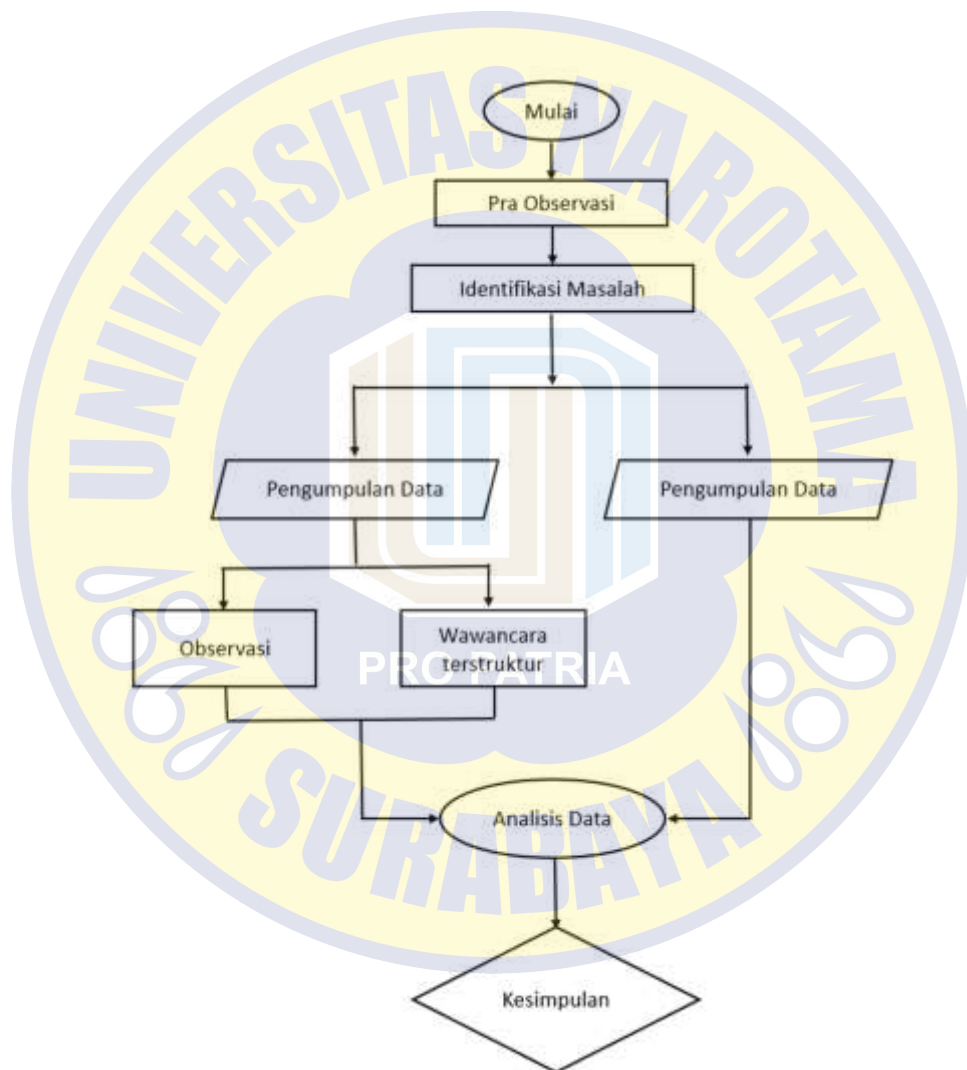 UNIVERSITAS NAROTAMA
Mulai
Pra Observasi
Identifikasi Masalah
Pengumpulan Data
Pengumpulan Data
Observasi
Wawancara
terstruktur
PRO PATRIA
Analisis Data
SURABAYA
Kesimpulan